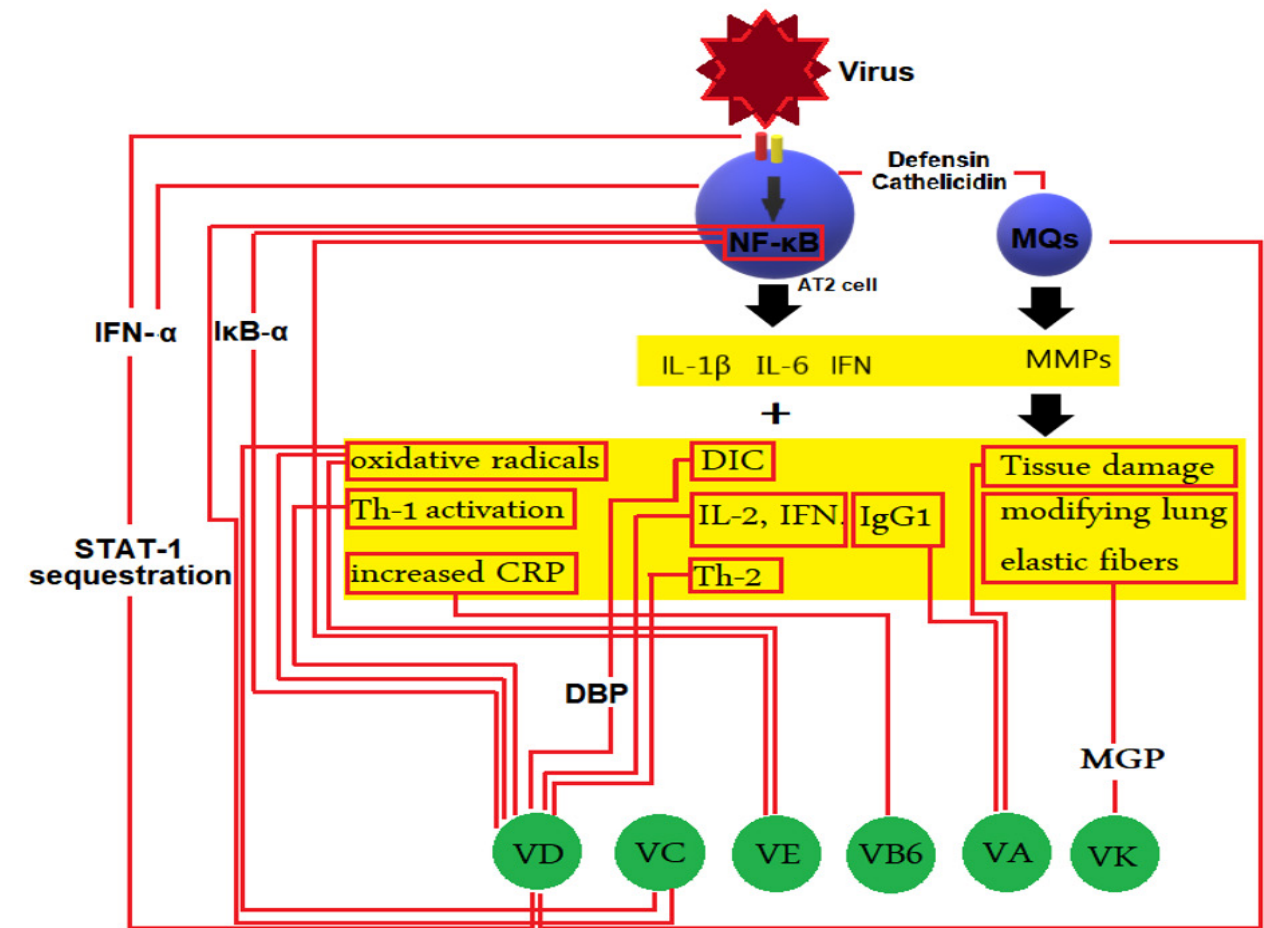 Virus
Defensin
Cathelicidin
NF-κB
MQs
AT2 cell
IFN-α
IκB-α
IL-1β IL-6 IFN
MMPs
+
oxidative radicals
DIC
Tissue damage
Th-1 activation
IL-2, IFN.
IgG1
modifying lung
elastic fibers
STAT-1
sequestration
increased CRP
Th-2
DBP
MGP
VD
VC
VE
VB6
VA
VK